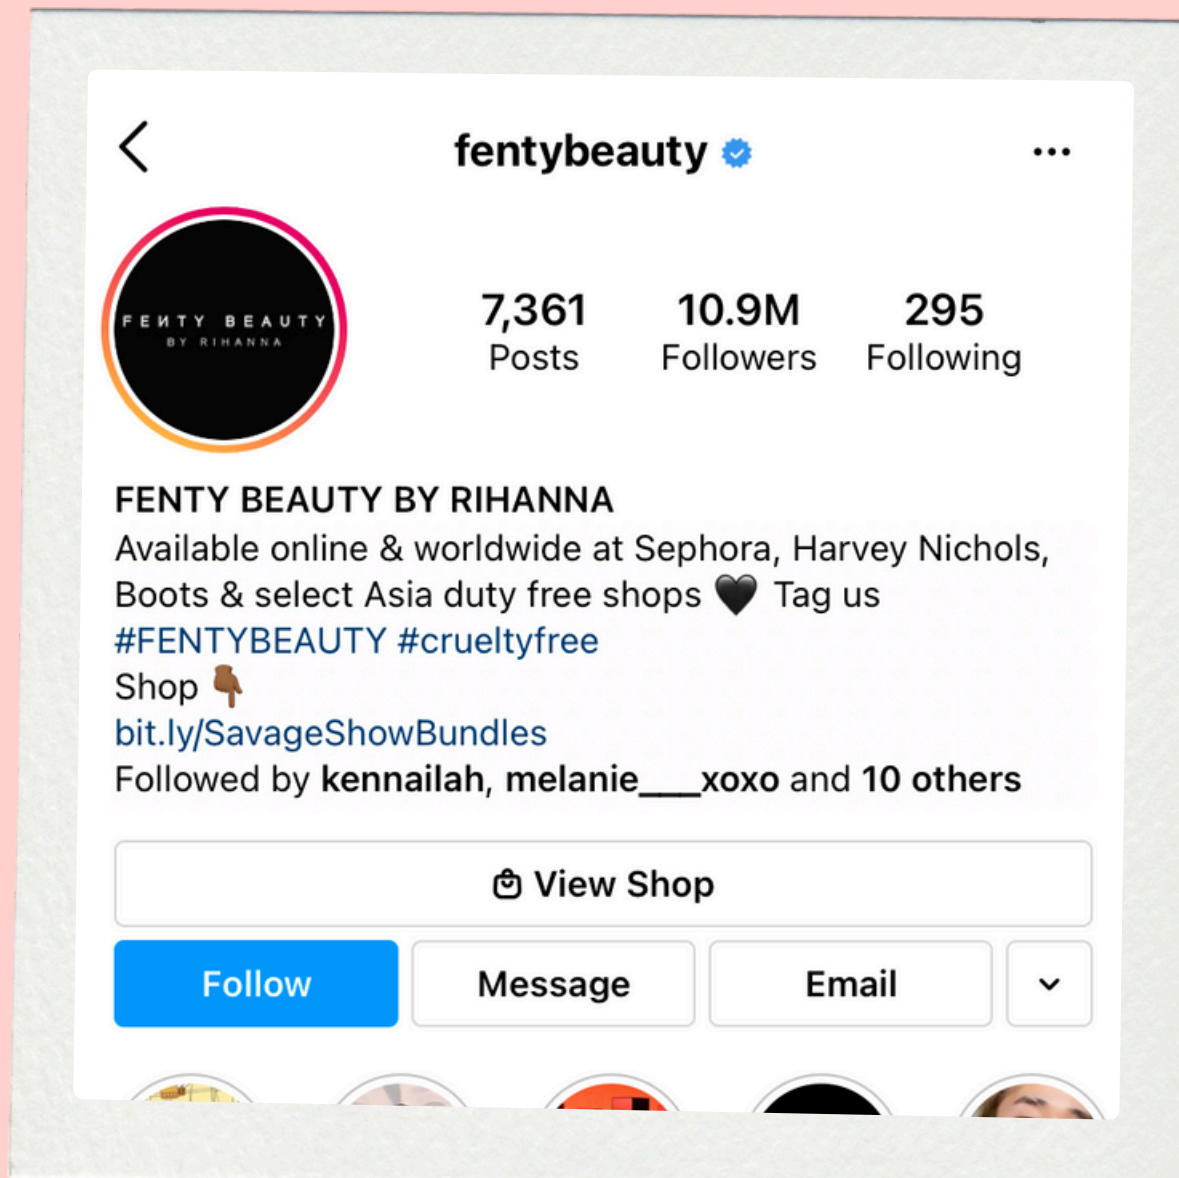 fentybeauty
FEИTY BEAUTY
BY RIHANNA
7,361 10.9M 295
Posts Followers Following
FENTY BEAUTY BY RIHANNA
Available online & worldwide at Sephora, Harvey Nichols,
Boots & select Asia duty free shops 🖤 Tag us
#FENTYBEAUTY #crueltyfree
Shop 👇🏾
bit.ly/SavageShowBundles
Followed by kennailah, melanie___xoxo and 10 others
View Shop
Follow Message Email